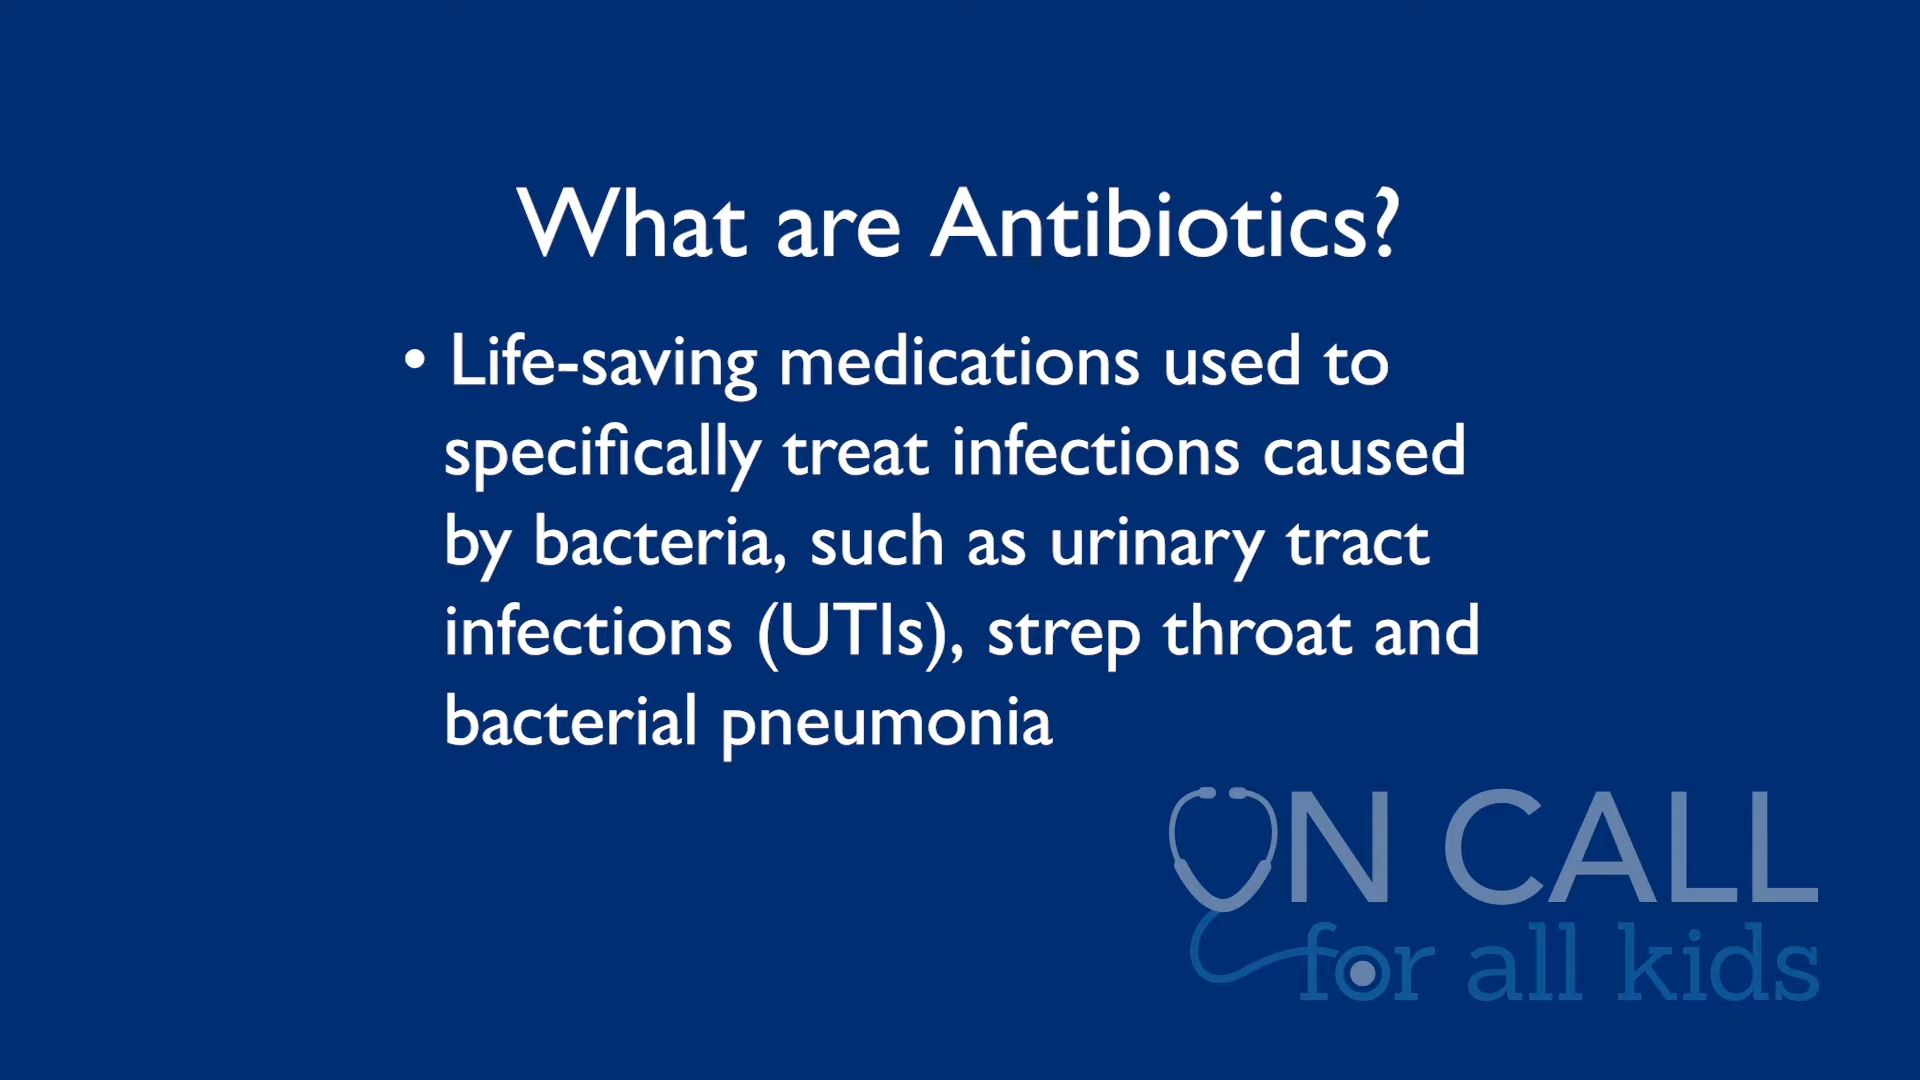 What are Antibiotics?
• Life-saving medications used to
specifically treat infections caused
by bacteria, such as urinary tract
infections (UTIs), strep throat and
bacterial pneumonia
ON CALL
for all kids